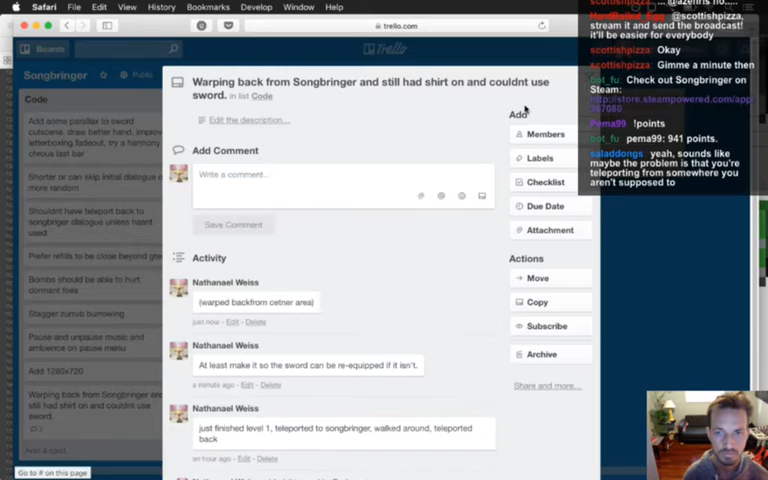 Safari File Edit View History Bookmarks Develop Window Help
trello.com
Boards
Trello
Songbringer
Public
Code
Add some parallax to sword
cutscene, draw better hand, improv
letterboxing fadeout, try a harmony
chrous last bar
Shorter or can skip initial dialogue o
more random
Shouldnt have teleport back to
songbringer dialogue unless hasnt
used
Prefer refills to be close beyond gte
Bombs should be able to hurt
dormant foes
Stagger zurrub burrowing
Pause and unpause music and
ambience on pause menu
Add 1280x720
Warping back from Songbringer an
still had shirt on and couldnt use
sword.
Add a card...
Go to # on this page
Warping back from Songbringer and still had shirt on and couldnt use
sword. in list Code
Edit the description...
Add Comment
Write a comment...
Save Comment
Activity
Nathanael Weiss
(warped backfrom cetner area)
just now - Edit - Delete
Nathanael Weiss
At least make it so the sword can be re-equipped if it isn't.
a minute ago - Edit - Delete
Nathanael Weiss
just finished level 1, teleported to songbringer, walked around, teleported
back
an hour ago - Edit - Delete
Add
Members
Labels
Checklist
Due Date
Attachment
Actions
Move
Copy
Subscribe
Archive
Share and more...
@scottishpizza,
stream it and send the broadcast!
it'll be easier for everybody
scottishpizza Okay
scottishpizza Gimme a minute then
bot_fu Check out Songbringer on
Steam:
http://store.steampowered.com/app/
367080
Pema99 !points
bot_fu pema99: 941 points.
saladdongs yeah, sounds like
maybe the problem is that you're
teleporting from somewhere you
aren't supposed to